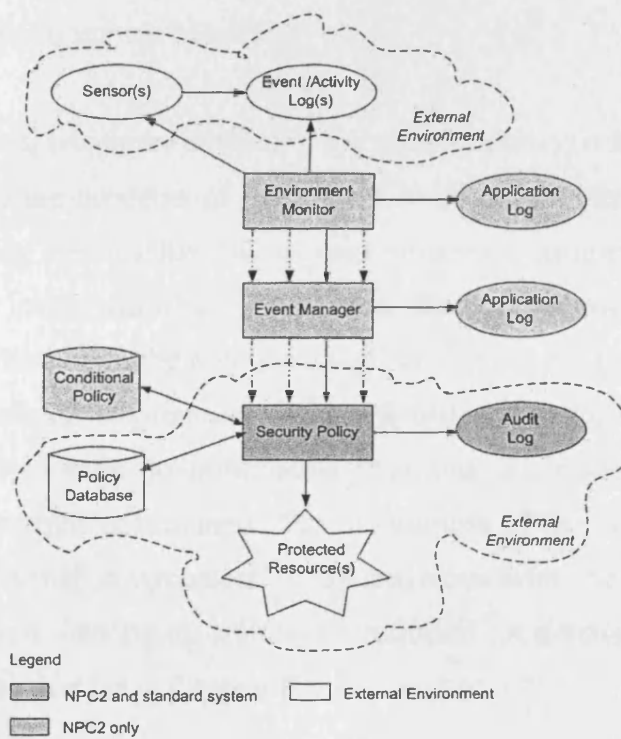 Sensor(s)
Event /Activity
Log(s)
External
Environment
Environment
Monitor
Application
Log
Event Manager
Application
Log
Conditional
Policy
Security Policy
Audit
Log
Policy
Database
External
Environment
Protected
Resource(s)
Legend
NPC2 and standard system
External Environment
NPC2 only